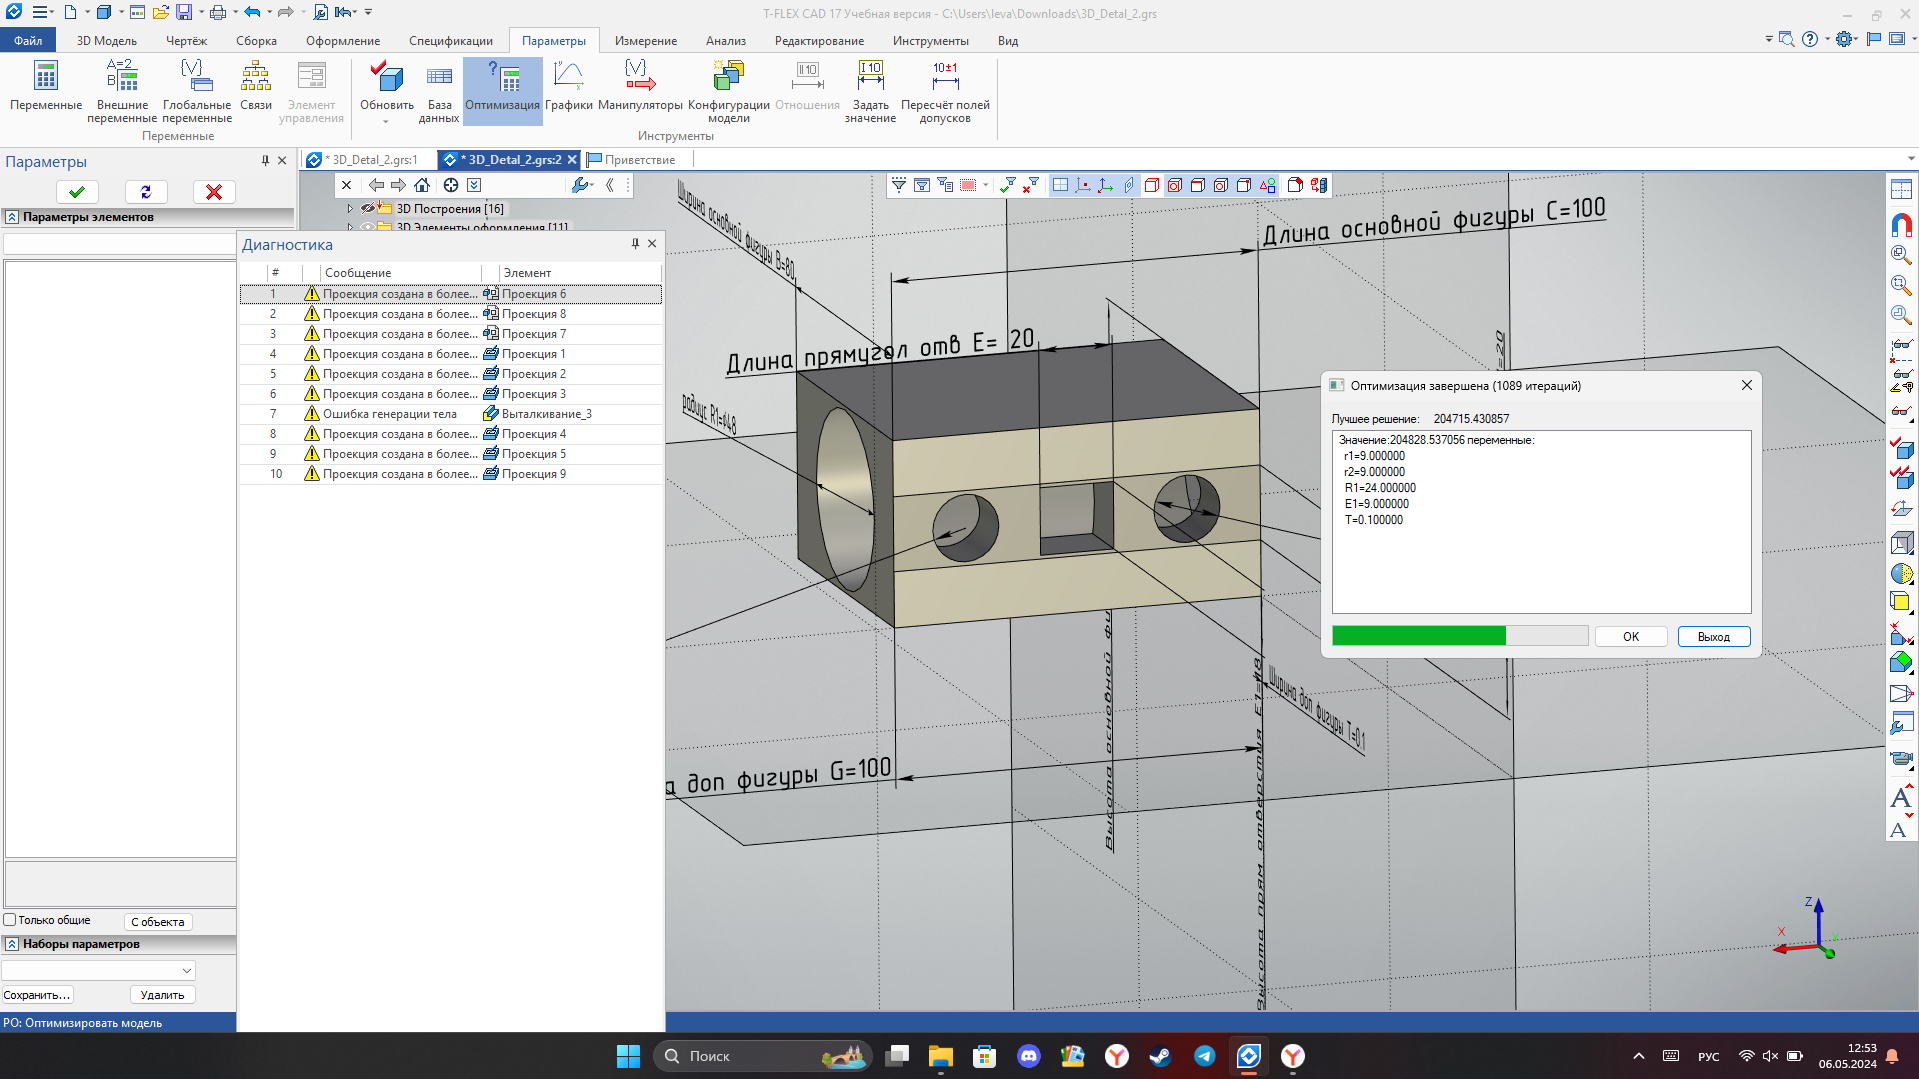 T-FLEX CAD 17 Учебная версия - C:\Users\leva\Downloads\3D_Detal_2.grs
Файл
3D Модель
Чертёж
Сборка
Оформление
Спецификации
Параметры
Измерение
Анализ
Редактирование
Инструменты
Вид
Переменные
Внешние переменные
Глобальные переменные
Связи
Элемент управления
Обновить
База данных
Оптимизация
Графики
Манипуляторы
Конфигурации модели
Отношения
Задать значение
Пересчёт полей допусков
Переменные
Инструменты
Параметры
* 3D_Detal_2.grs:1
* 3D_Detal_2.grs:2
Приветствие
Параметры элементов
3D Построения [16]
3D Элементы оформления [11]
Диагностика
# Сообщение Элемент
1 Проекция создана в более... Проекция 6
2 Проекция создана в более... Проекция 8
3 Проекция создана в более... Проекция 7
4 Проекция создана в более... Проекция 1
5 Проекция создана в более... Проекция 2
6 Проекция создана в более... Проекция 3
7 Ошибка генерации тела Выталкивание_3
8 Проекция создана в более... Проекция 4
9 Проекция создана в более... Проекция 5
10 Проекция создана в более... Проекция 9
Ширина основной фигуры B=80
Длина основной фигуры C=100
Длина прямугол отв E= 20
радиус R1=ø48
=20
а доп фигуры G=100
Высота основной фи
Высота прям отверстия E1=18
Ширина доп фигуры T=0.1
Оптимизация завершена (1089 итераций)
Лучшее решение: 204715.430857
Значение:204828.537056 переменные:
r1=9.000000
r2=9.000000
R1=24.000000
E1=9.000000
T=0.100000
OK
Выход
Z
X
Только общие
С объекта
Наборы параметров
Сохранить...
Удалить
PO: Оптимизировать модель
Поиск
РУС
12:53
06.05.2024